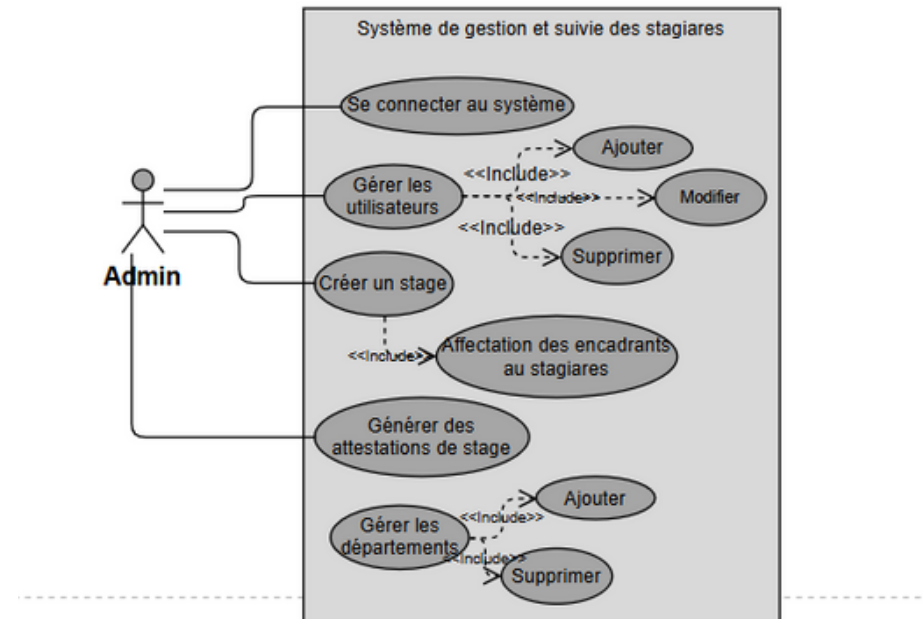 Système de gestion et suivie des stagiares
Se connecter au système
Ajouter
<<Include>>
Gérer les
utilisateurs
<<Include>>
Modifier
<<Include>>
Supprimer
Admin
Créer un stage
<<Include>>
Affectation des encadrants
au stagiares
Générer des
attestations de stage
Ajouter
<<Include>>
Gérer les
départements
<<Include>>
Supprimer